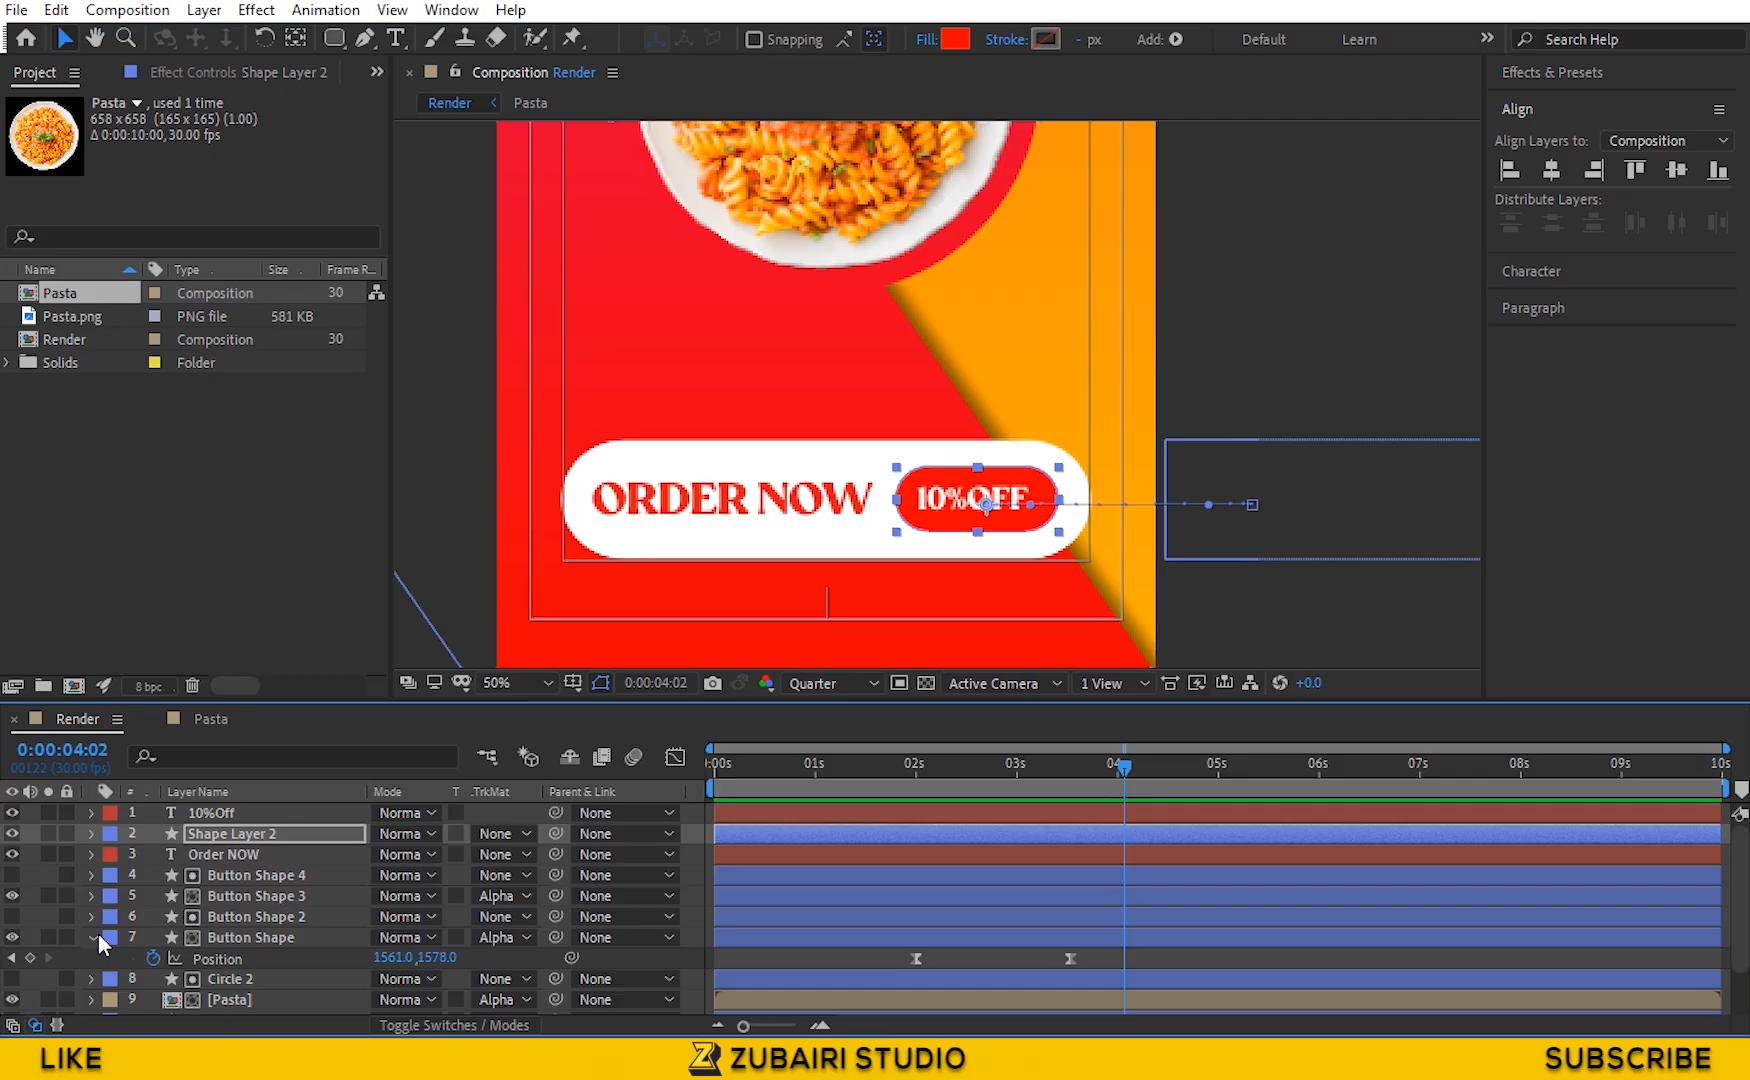 File Edit Composition Layer Effect Animation View Window Help
Snapping Fill: Stroke: - px Add: Default Learn Search Help
Project Effect Controls Shape Layer 2
Composition Render
Effects & Presets
Render Pasta
Pasta , used 1 time
658 x 658 (165 x 165) (1.00)
Δ 0:00:10:00, 30.00 fps
Align
Align Layers to: Composition
Distribute Layers:
Character
Paragraph
Name Type Size Frame R...
Pasta Composition 30
Pasta.png PNG file 581 KB
Render Composition 30
Solids Folder
ORDER NOW 10%OFF
8 bpc
50% 0:00:04:02 Quarter Active Camera 1 View +0.0
Render Pasta
0:00:04:02
00122 (30.00 fps)
:00s 01s 02s 03s 04 05s 06s 07s 08s 09s 10s
# Layer Name Mode T .TrkMat Parent & Link
1 T 10%Off Norma None
2 Shape Layer 2 Norma None None
3 T Order NOW Norma None None
4 Button Shape 4 Norma None None
5 Button Shape 3 Norma Alpha None
6 Button Shape 2 Norma None None
7 Button Shape Norma Alpha None
Position 1561.0,1578.0
8 Circle 2 Norma None None
9 [Pasta] Norma Alpha None
Toggle Switches / Modes
LIKE ZUBAIRI STUDIO SUBSCRIBE